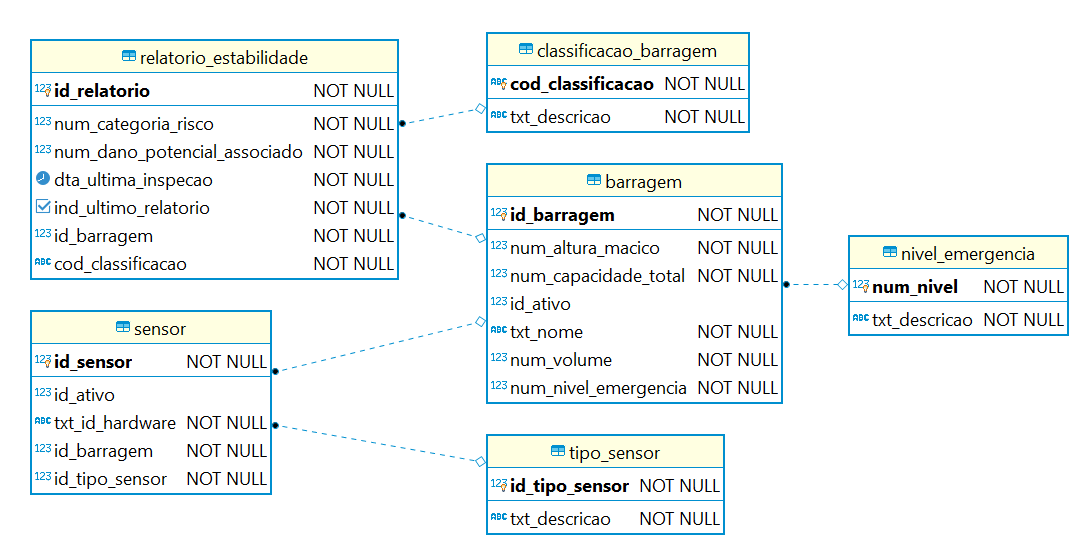 relatorio_estabilidade
123 id_relatorio NOT NULL
123 num_categoria_risco NOT NULL
123 num_dano_potencial_associado NOT NULL
dta_ultima_inspecao NOT NULL
ind_ultimo_relatorio NOT NULL
123 id_barragem NOT NULL
ABC cod_classificacao NOT NULL
classificacao_barragem
ABC cod_classificacao NOT NULL
ABC txt_descricao NOT NULL
barragem
123 id_barragem NOT NULL
123 num_altura_macico NOT NULL
123 num_capacidade_total NOT NULL
123 id_ativo
ABC txt_nome NOT NULL
123 num_volume NOT NULL
123 num_nivel_emergencia NOT NULL
nivel_emergencia
123 num_nivel NOT NULL
ABC txt_descricao NOT NULL
sensor
123 id_sensor NOT NULL
123 id_ativo
ABC txt_id_hardware NOT NULL
123 id_barragem NOT NULL
123 id_tipo_sensor NOT NULL
tipo_sensor
123 id_tipo_sensor NOT NULL
ABC txt_descricao NOT NULL